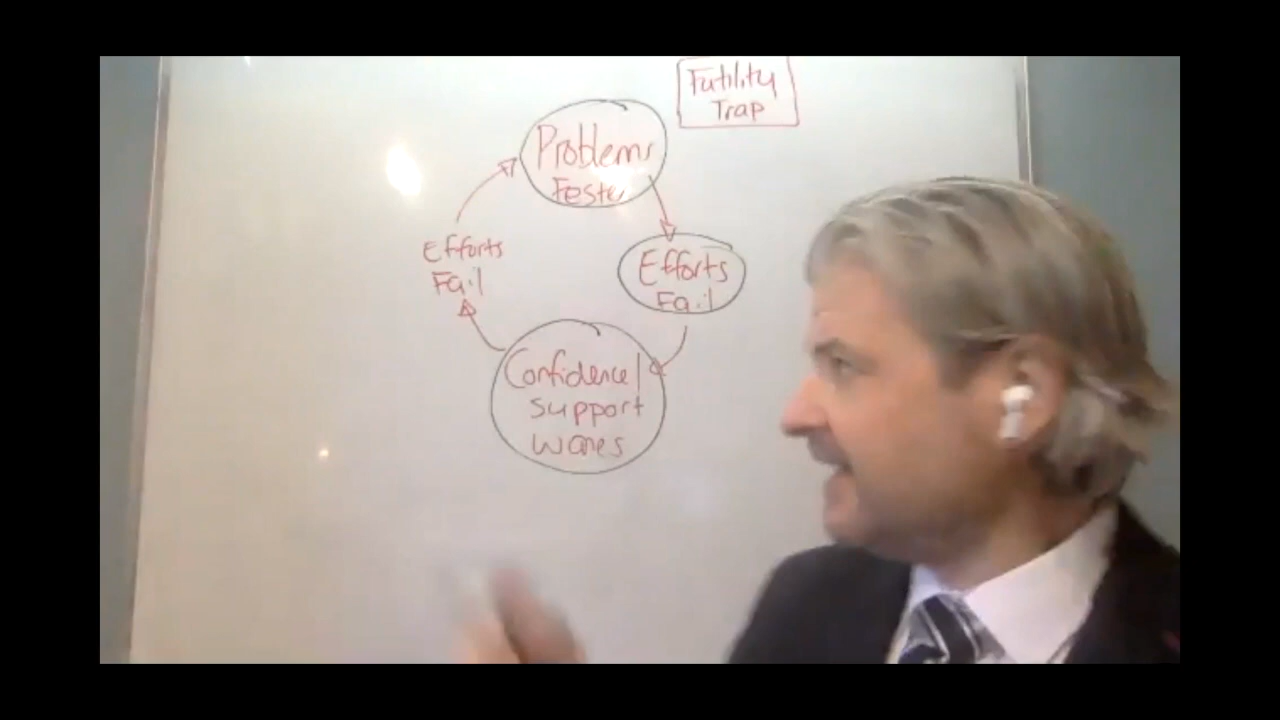 Futility
Trap
Problems
Fester
Efforts
Fail
Efforts
Fail
Confidence/
support
wanes